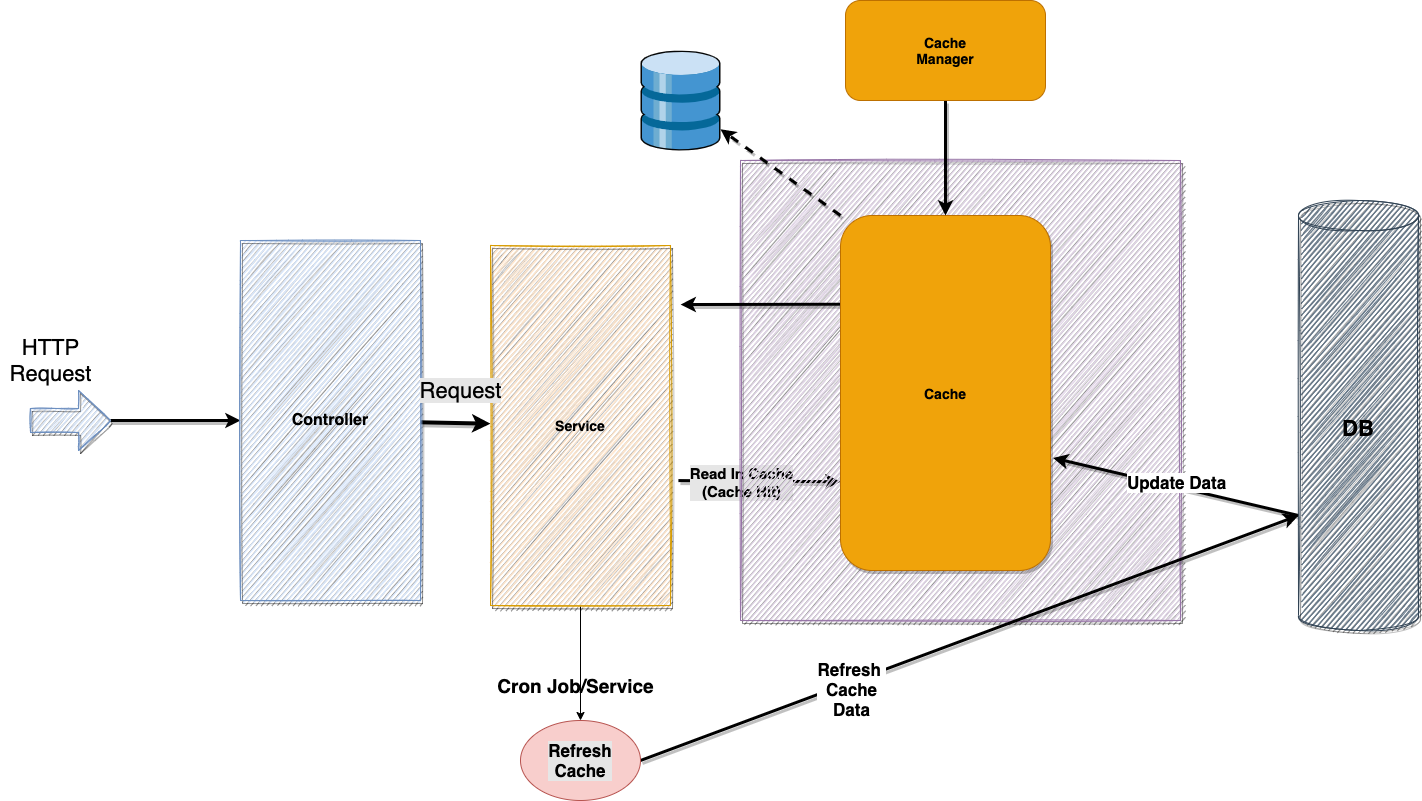 Cache
Manager
HTTP
Request
Controller
Request
Service
Cache
DB
Read In Cache
(Cache Hit)
Update Data
Cron Job/Service
Refresh
Cache
Data
Refresh
Cache